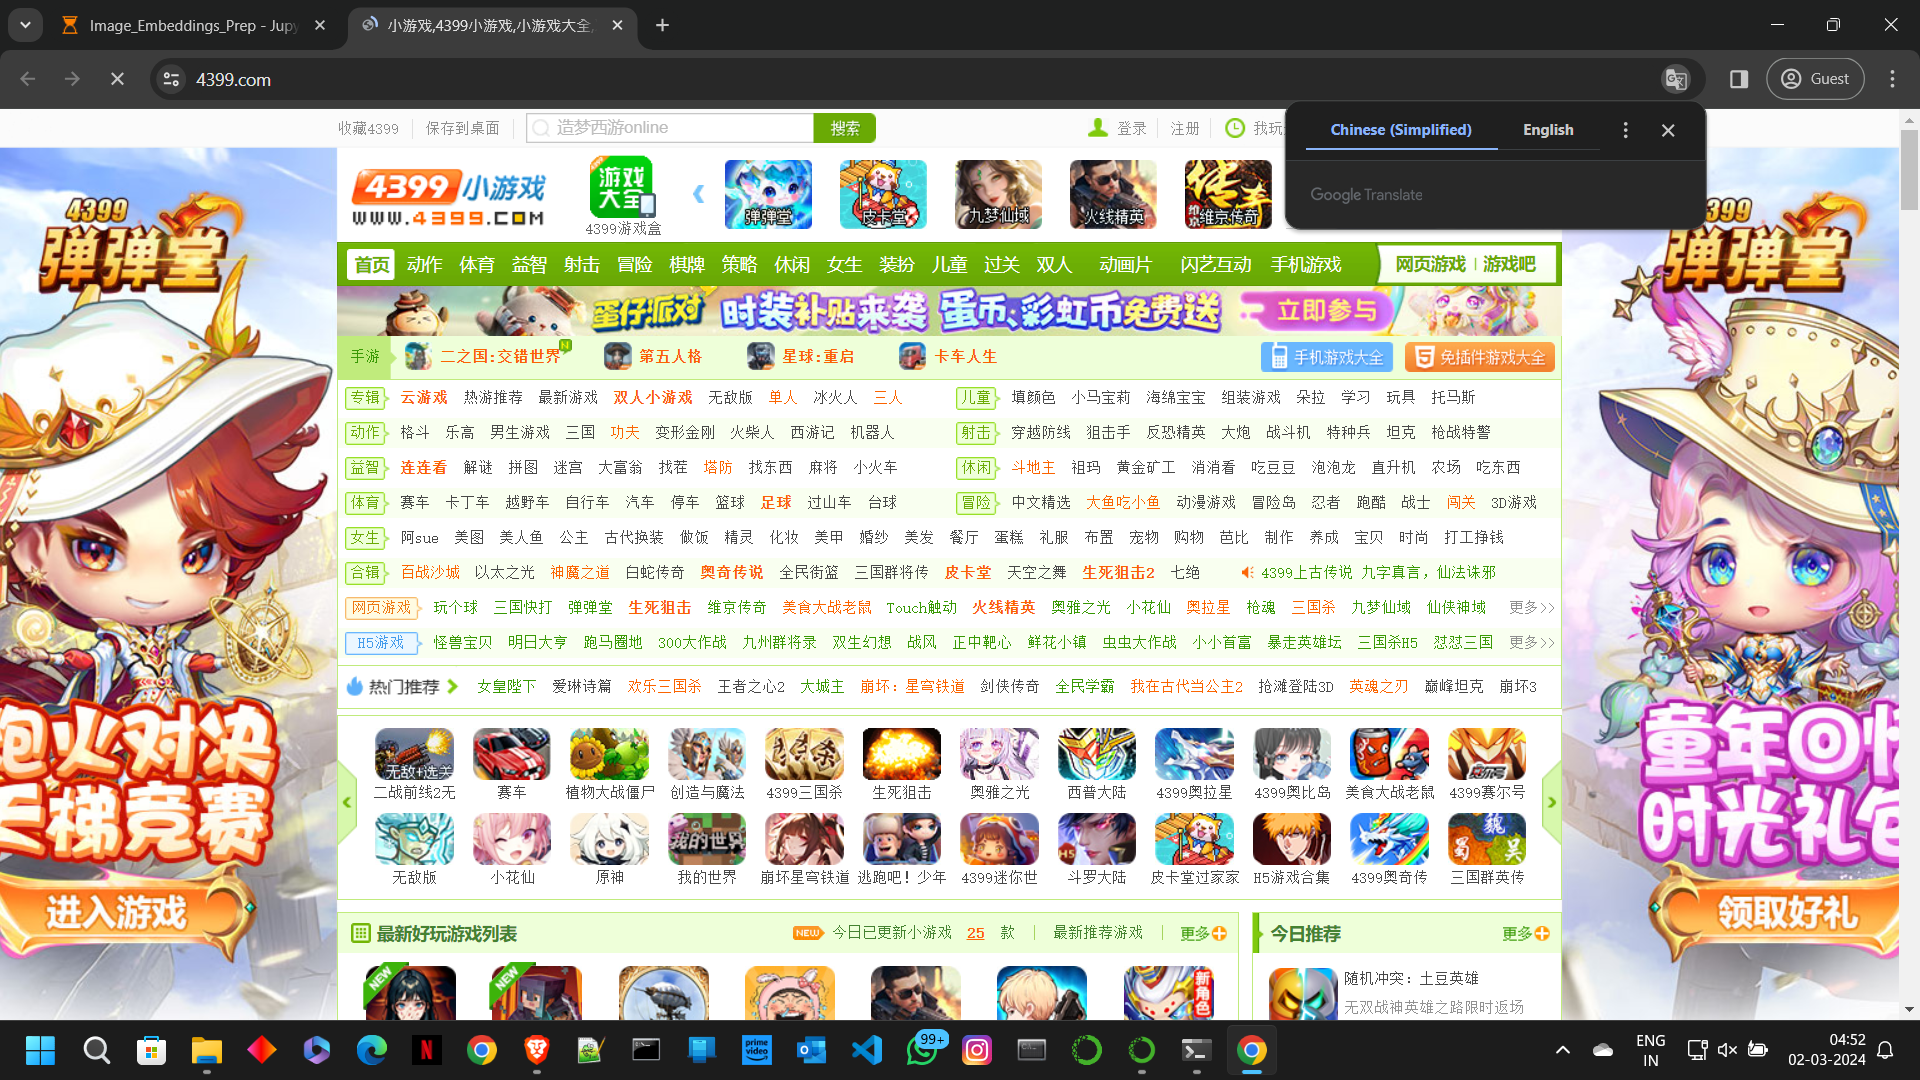 Image_Embeddings_Prep - Jupy
小游戏,4399小游戏,小游戏大全,
4399.com
Guest
收藏4399 保存到桌面 造梦西游online 搜索 登录 注册 我玩
Chinese (Simplified) English
Google Translate
4399小游戏
www.4399.com
游戏大全
4399游戏盒
弹弹堂 皮卡堂 九梦仙域 火线精英 维京传奇
首页 动作 体育 益智 射击 冒险 棋牌 策略 休闲 女生 装扮 儿童 过关 双人 动画片 闪艺互动 手机游戏 网页游戏 游戏吧
蛋仔派对 时装补贴来袭 蛋币、彩虹币免费送 立即参与
手游 二之国:交错世界 第五人格 星球:重启 卡车人生 手机游戏大全 免插件游戏大全
专辑 云游戏 热游推荐 最新游戏 双人小游戏 无敌版 单人 冰火人 三人 儿童 填颜色 小马宝莉 海绵宝宝 组装游戏 朵拉 学习 玩具 托马斯
动作 格斗 乐高 男生游戏 三国 功夫 变形金刚 火柴人 西游记 机器人 射击 穿越防线 狙击手 反恐精英 大炮 战斗机 特种兵 坦克 枪战特警
益智 连连看 解谜 拼图 迷宫 大富翁 找茬 塔防 找东西 麻将 小火车 休闲 斗地主 祖玛 黄金矿工 消消看 吃豆豆 泡泡龙 直升机 农场 吃东西
体育 赛车 卡丁车 越野车 自行车 汽车 停车 篮球 足球 过山车 台球 冒险 中文精选 大鱼吃小鱼 动漫游戏 冒险岛 忍者 跑酷 战士 闯关 3D游戏
女生 阿sue 美图 美人鱼 公主 古代换装 做饭 精灵 化妆 美甲 婚纱 美发 餐厅 蛋糕 礼服 布置 宠物 购物 芭比 制作 养成 宝贝 时尚 打工挣钱
合辑 百战沙城 以太之光 神魔之道 白蛇传奇 奥奇传说 全民街篮 三国群将传 皮卡堂 天空之舞 生死狙击2 七绝 4399上古传说 九字真言，仙法诛邪
网页游戏 玩个球 三国快打 弹弹堂 生死狙击 维京传奇 美食大战老鼠 Touch触动 火线精英 奥雅之光 小花仙 奥拉星 枪魂 三国杀 九梦仙域 仙侠神域 更多>>
H5游戏 怪兽宝贝 明日大亨 跑马圈地 300大作战 九州群将录 双生幻想 战风 正中靶心 鲜花小镇 虫虫大作战 小小首富 暴走英雄坛 三国杀H5 怼怼三国 更多>>
热门推荐 女皇陛下 爱琳诗篇 欢乐三国杀 王者之心2 大城主 崩坏：星穹铁道 剑侠传奇 全民学霸 我在古代当公主2 抢滩登陆3D 英魂之刃 巅峰坦克 崩坏3
无敌+选关
二战前线2无 赛车 植物大战僵尸 创造与魔法 4399三国杀 生死狙击 奥雅之光 西普大陆 4399奥拉星 4399奥比岛 美食大战老鼠 4399赛尔号
我的世界 H5 魏 蜀 吴
无敌版 小花仙 原神 我的世界 崩坏星穹铁道 逃跑吧！少年 4399迷你世 斗罗大陆 皮卡堂过家家 H5游戏合集 4399奥奇传 三国群英传
最新好玩游戏列表 NEW 今日已更新小游戏 25 款 最新推荐游戏 更多 今日推荐 更多
NEW NEW 新角色
随机冲突：土豆英雄
无双战神英雄之路限时返场
4399
弹弹堂
炮火对决
天梯竞赛
进入游戏
4399
弹弹堂
童年回忆
时光礼包
领取好礼
prime video
99+
ENG
IN
04:52
02-03-2024